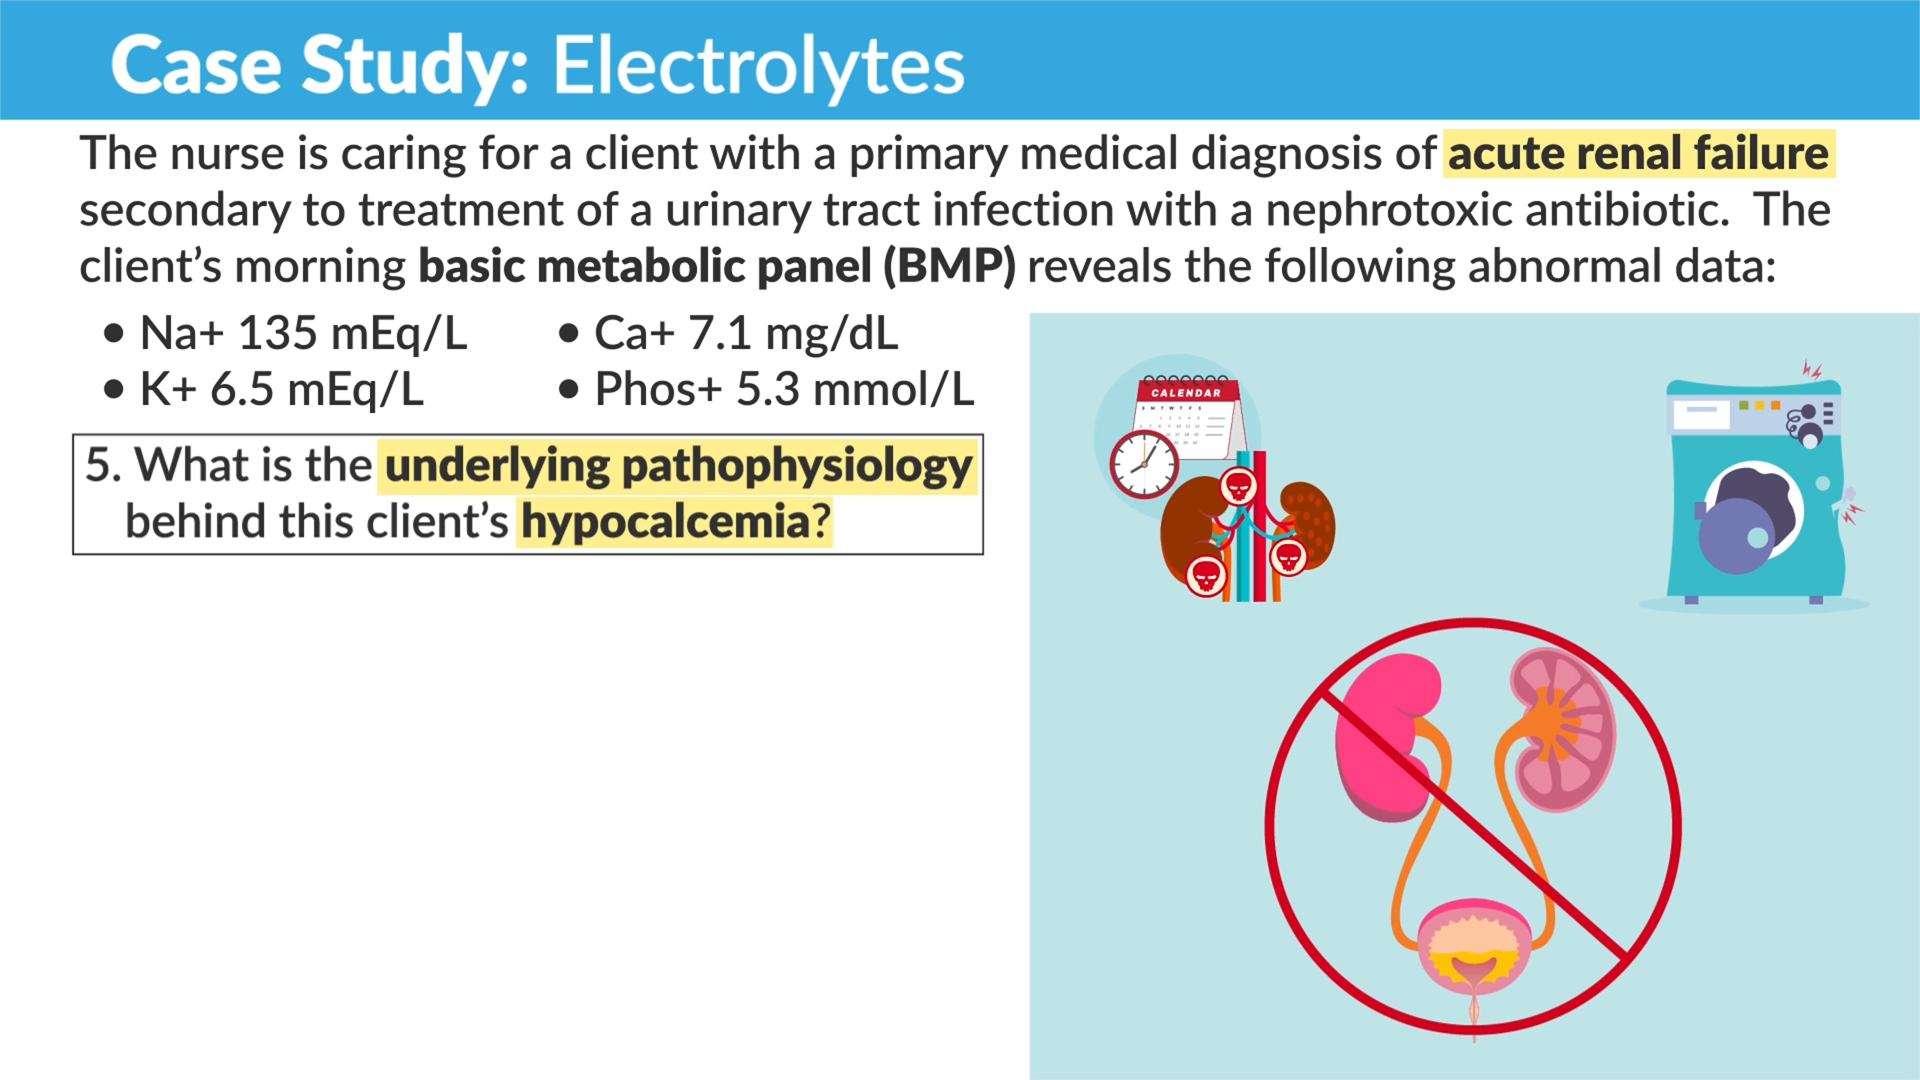 Case Study: Electrolytes
The nurse is caring for a client with a primary medical diagnosis of acute renal failure
secondary to treatment of a urinary tract infection with a nephrotoxic antibiotic.  The
client’s morning basic metabolic panel (BMP) reveals the following abnormal data:
• Na+ 135 mEq/L
• K+ 6.5 mEq/L
• Ca+ 7.1 mg/dL
• Phos+ 5.3 mmol/L
5. What is the underlying pathophysiology
behind this client’s hypocalcemia?
CALENDAR
S M T W T F S